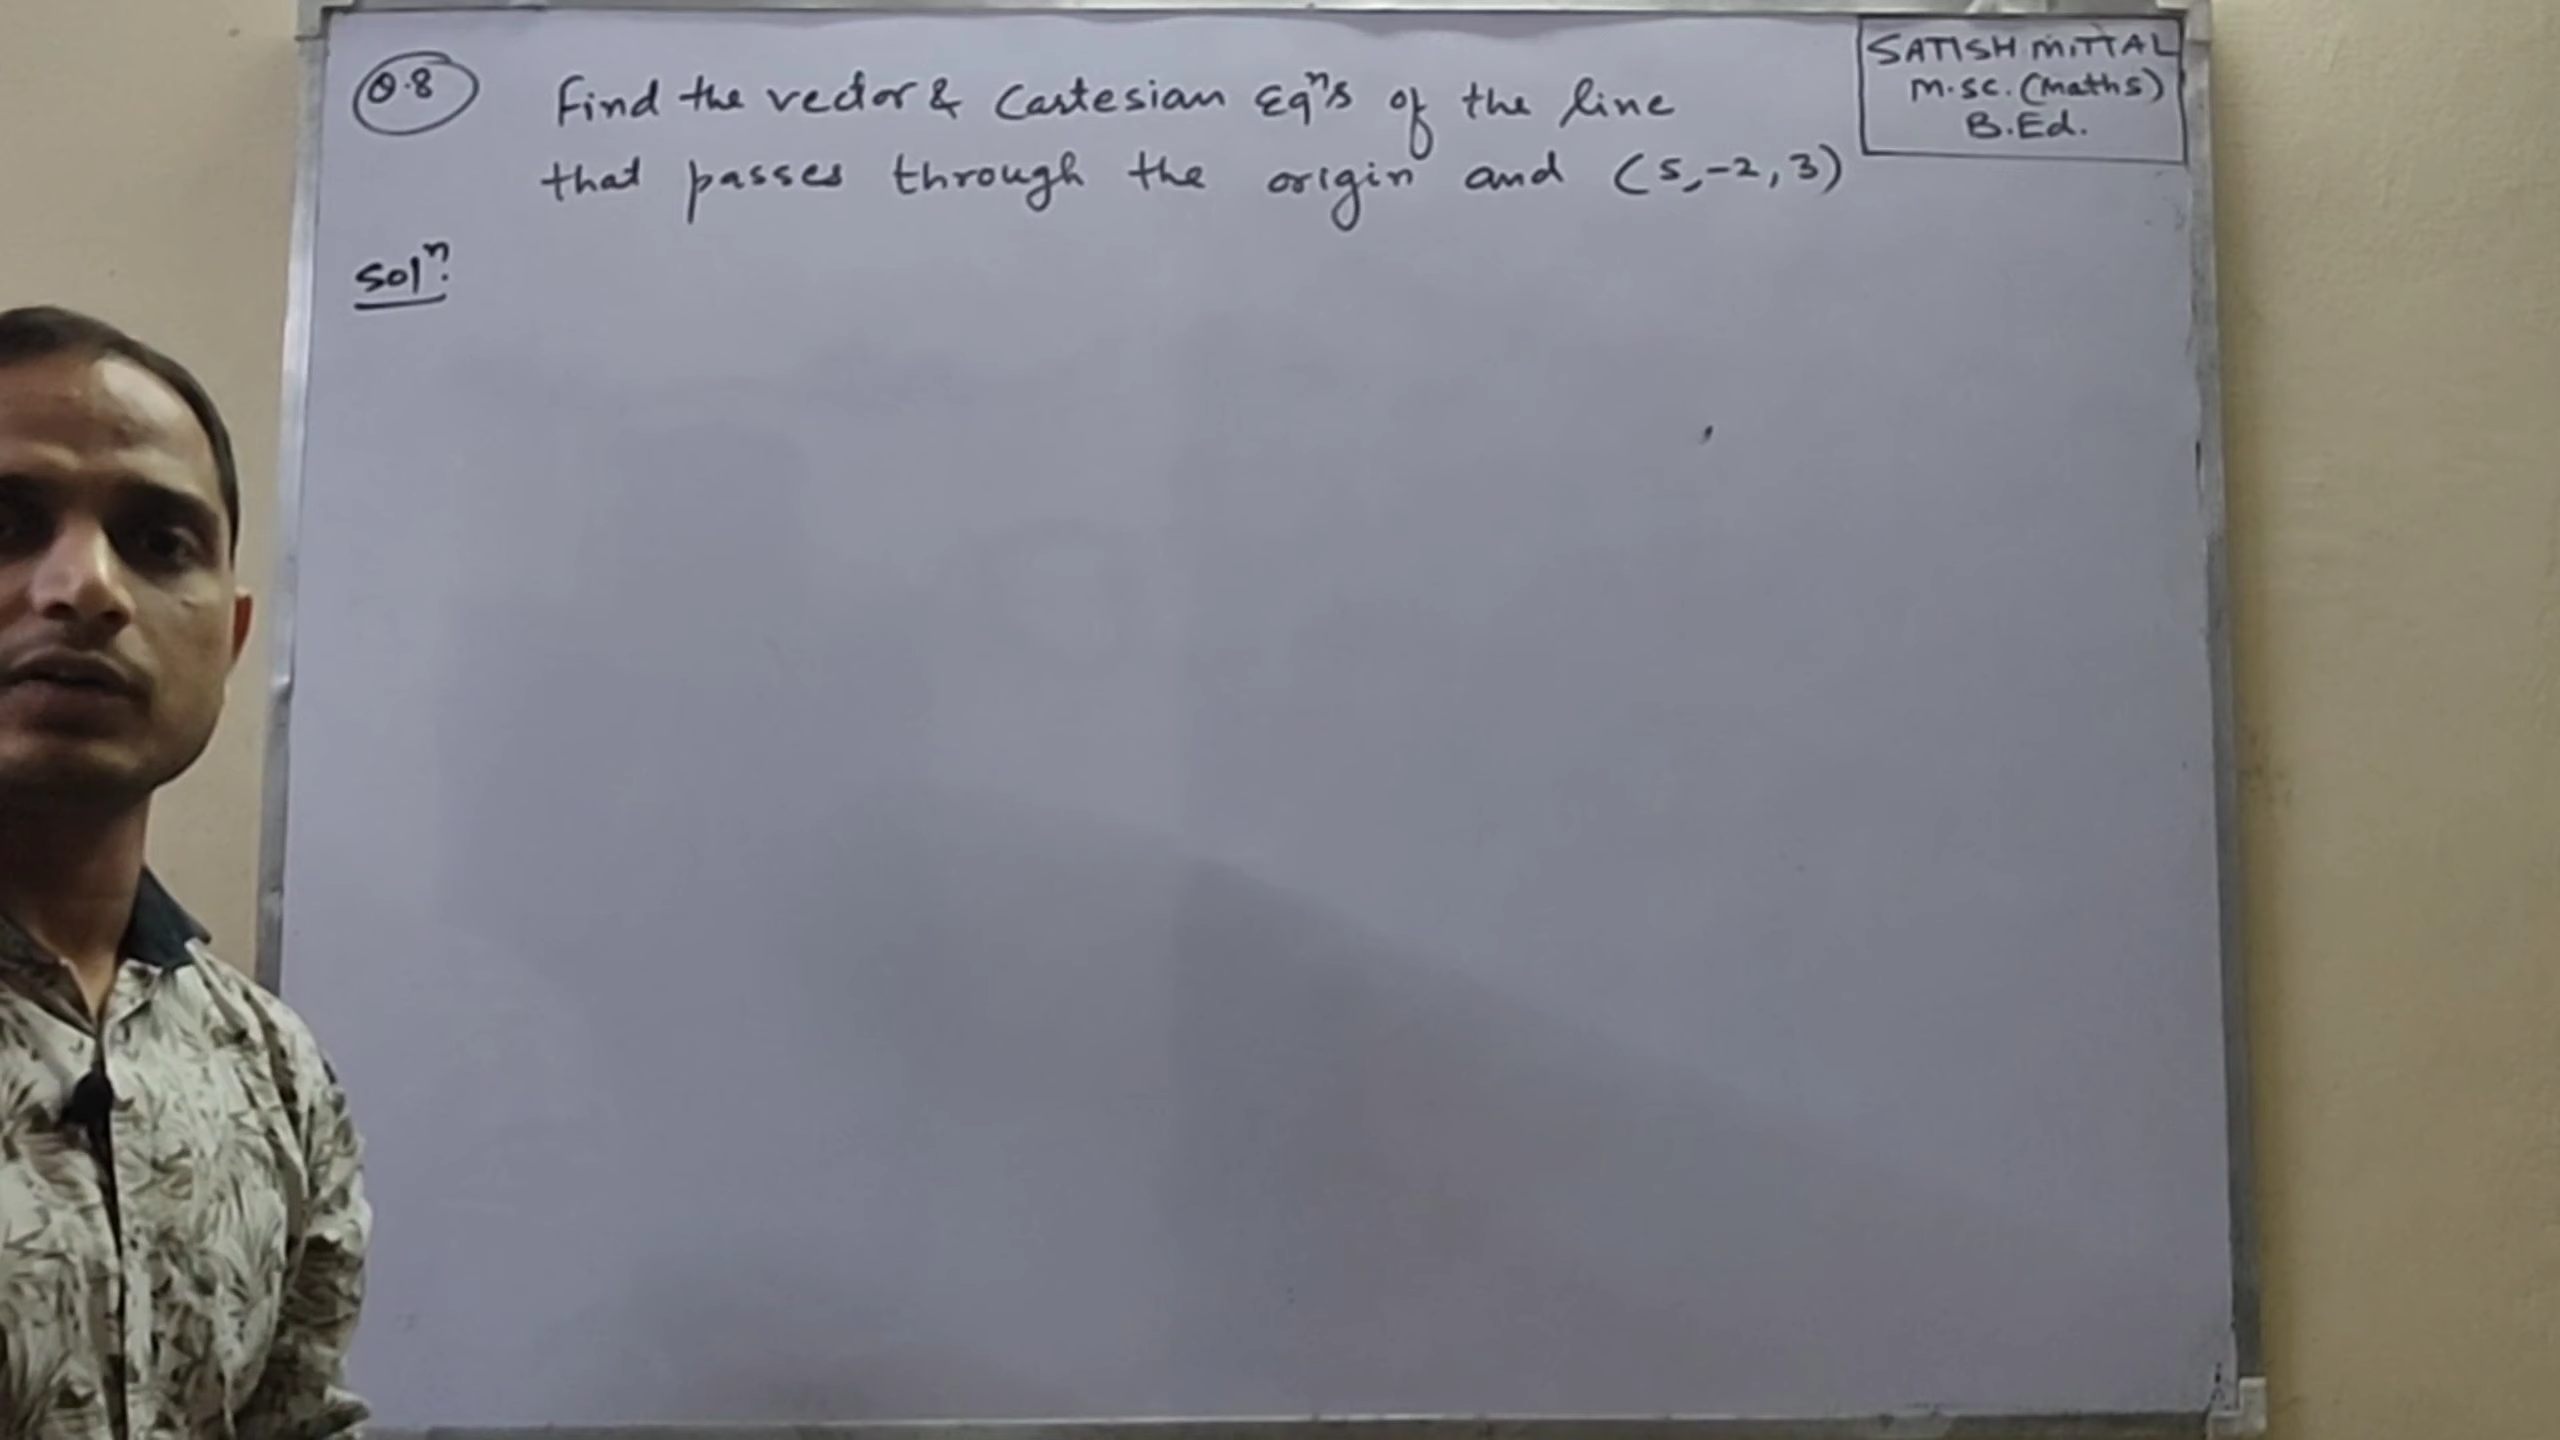 Q.8 Find the vector & Cartesian Eqⁿs of the line
that passes through the origin and (5,-2,3)
Solⁿ:
SATISH MITTAL
M.SC. (Maths)
B.Ed.